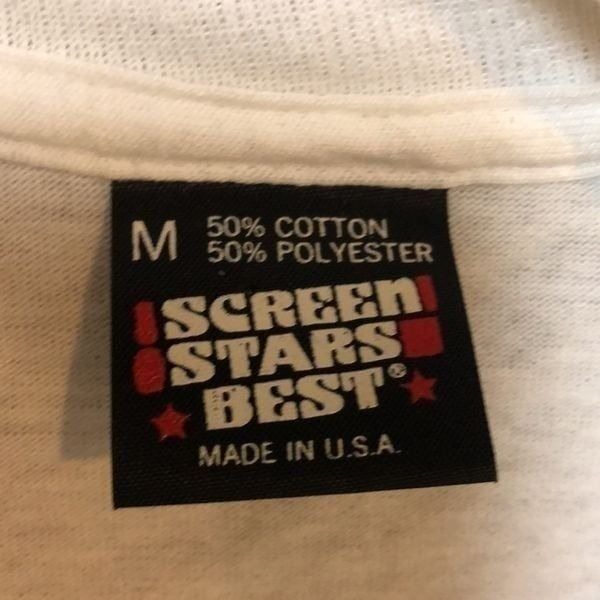 M
50% COTTON
50% POLYESTER
SCREEN
STARS
BEST®
MADE IN U.S.A.